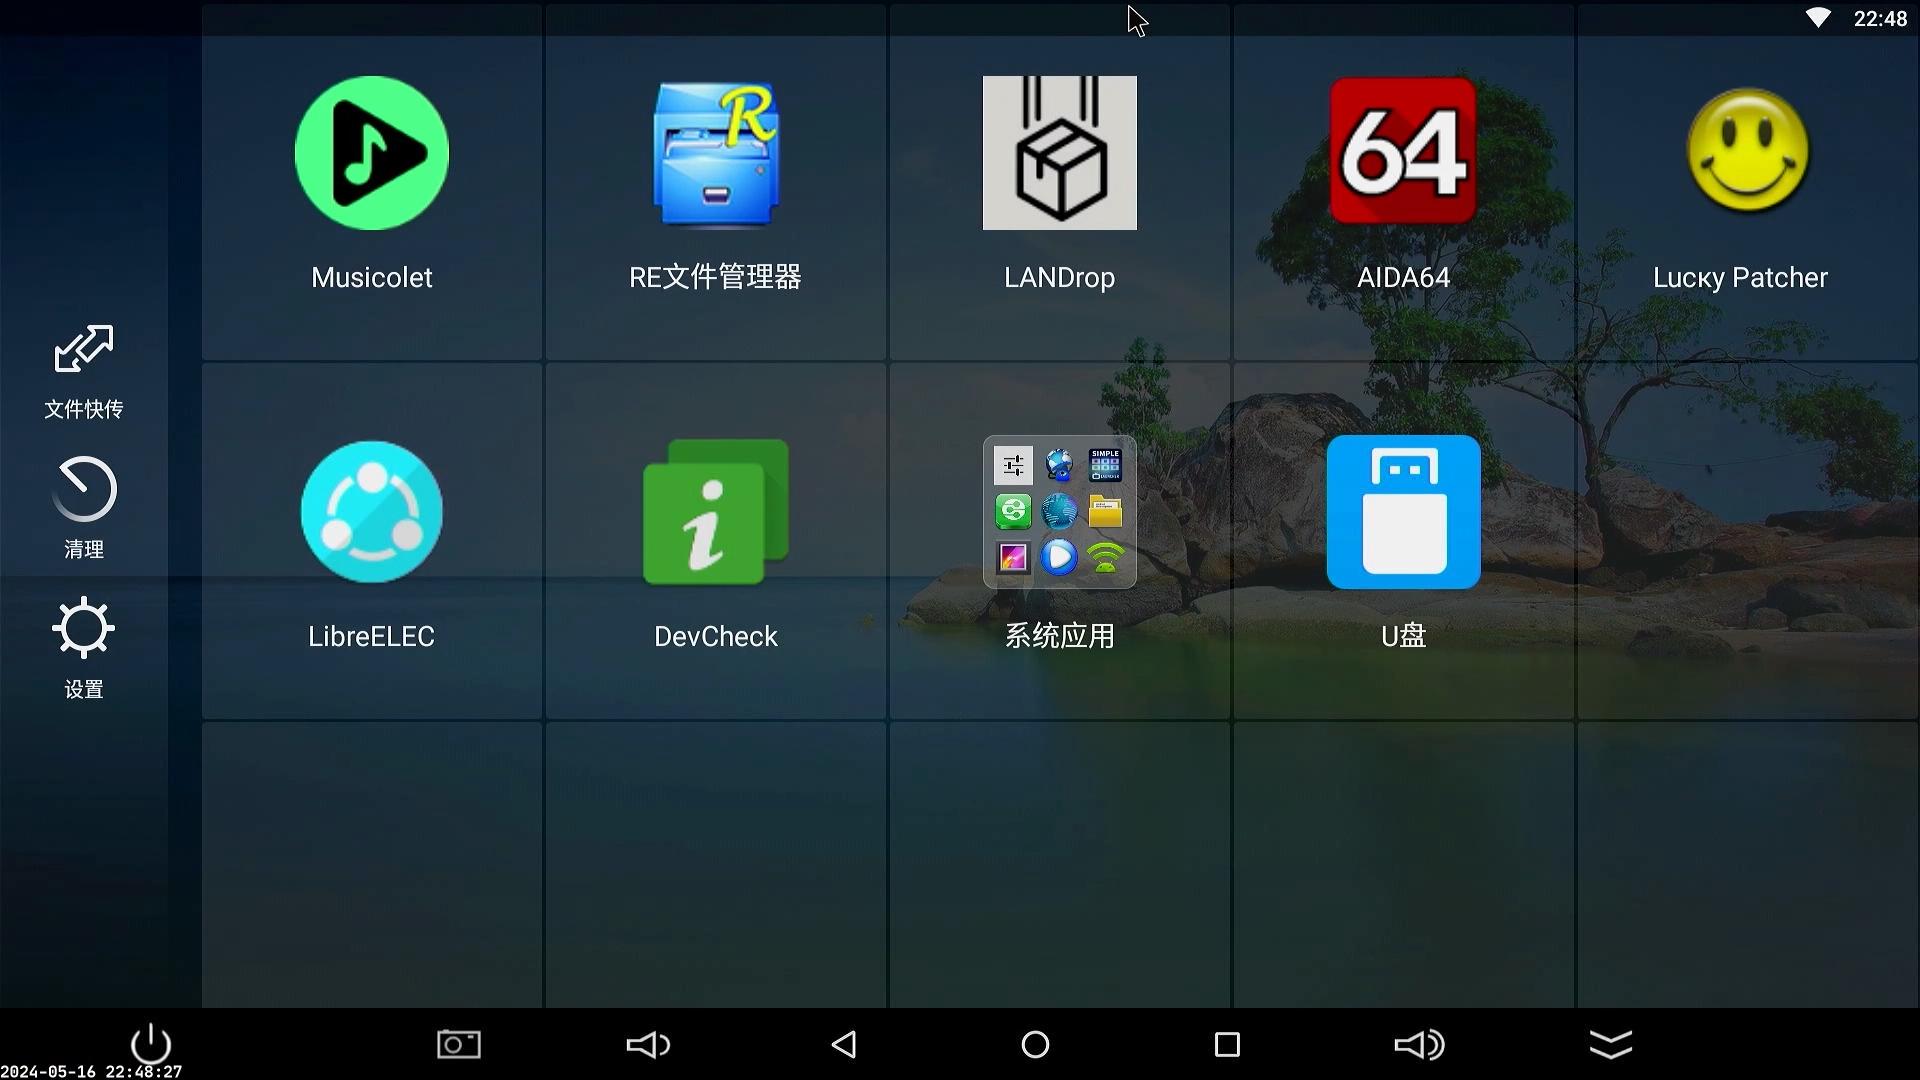 22:48
Musicolet
RE文件管理器
LANDrop
64
AIDA64
Lucкy Patcher
文件快传
清理
设置
LibreELEC
DevCheck
SIMPLE
系统应用
U盘
2024-05-16 22:48:27